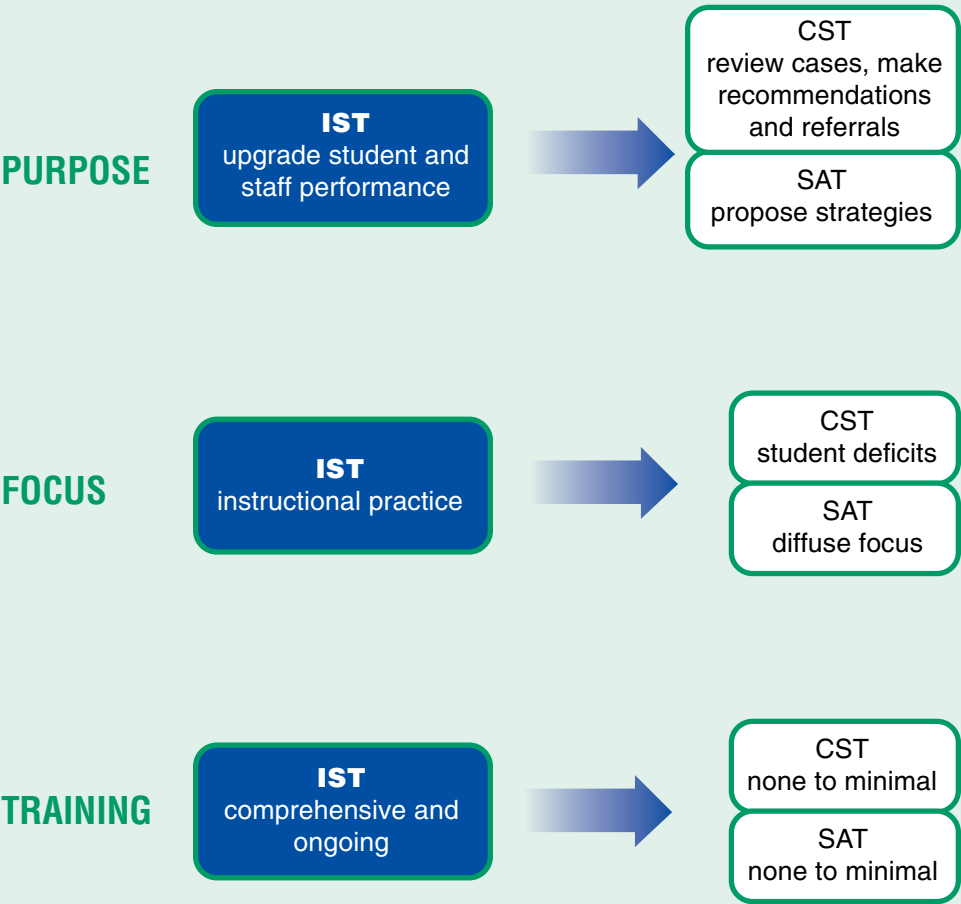 PURPOSE
IST
upgrade student and
staff performance
CST
review cases, make
recommendations
and referrals
SAT
propose strategies
FOCUS
IST
instructional practice
CST
student deficits
SAT
diffuse focus
TRAINING
IST
comprehensive and
ongoing
CST
none to minimal
SAT
none to minimal